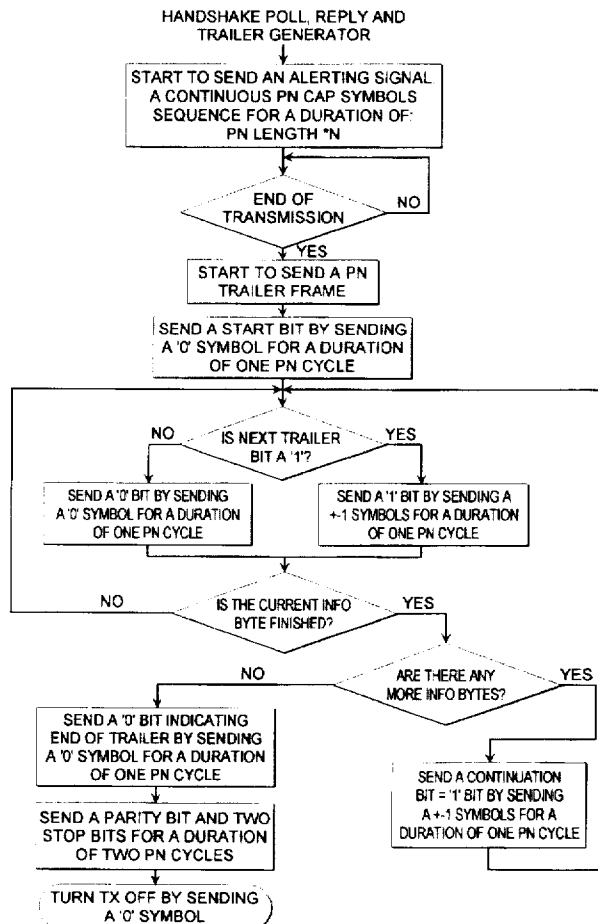 HANDSHAKE POLL, REPLY AND
TRAILER GENERATOR
START TO SEND AN ALERTING SIGNAL
A CONTINUOUS PN CAP SYMBOLS
SEQUENCE FOR A DURATION OF:
PN LENGTH *N
END OF
TRANSMISSION
NO
YES
START TO SEND A PN
TRAILER FRAME
SEND A START BIT BY SENDING
A '0' SYMBOL FOR A DURATION
OF ONE PN CYCLE
NO
IS NEXT TRAILER
BIT A '1'?
YES
SEND A '0' BIT BY SENDING
A '0' SYMBOL FOR A DURATION
OF ONE PN CYCLE
SEND A '1' BIT BY SENDING A
+-1 SYMBOLS FOR A DURATION
OF ONE PN CYCLE
NO
IS THE CURRENT INFO
BYTE FINISHED?
YES
NO
ARE THERE ANY
MORE INFO BYTES?
YES
SEND A '0' BIT INDICATING
END OF TRAILER BY SENDING
A '0' SYMBOL FOR A DURATION
OF ONE PN CYCLE
SEND A CONTINUATION
BIT = '1' BIT BY SENDING
A +-1 SYMBOLS FOR A
DURATION OF ONE PN CYCLE
SEND A PARITY BIT AND TWO
STOP BITS FOR A DURATION
OF TWO PN CYCLES
TURN TX OFF BY SENDING
A '0' SYMBOL